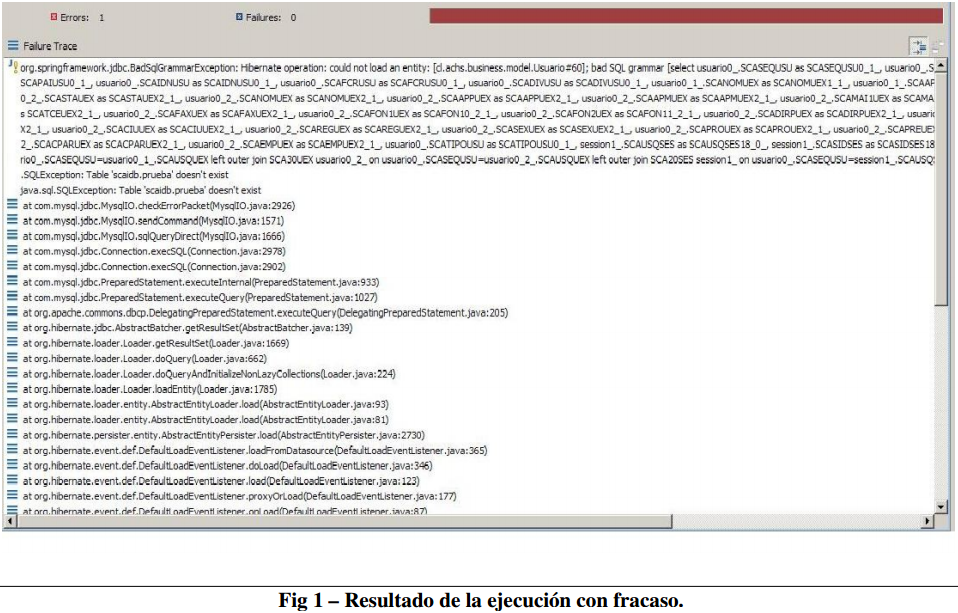 Errors: 1 Failures: 0
Failure Trace
org.springframework.jdbc.BadSqlGrammarException: Hibernate operation: could not load an entity: [cl.achs.business.model.Usuario#60]; bad SQL grammar [select usuario0_.SCASEQUSU as SCASEQUSU0_1_, usuario0_.S
SCAPAIUSU0_1_, usuario0_.SCAIDNUSU as SCAIDNUSU0_1_, usuario0_.SCAFCRUSU as SCAFCRUSU0_1_, usuario0_.SCADIVUSU as SCADIVUSU0_1_, usuario0_1_.SCANOMUEX as SCANOMUEX1_1_, usuario0_1_.SCAAP
0_2_.SCASTAUEX as SCASTAUEX2_1_, usuario0_2_.SCANOMUEX as SCANOMUEX2_1_, usuario0_2_.SCAAPPUEX as SCAAPPUEX2_1_, usuario0_2_.SCAAPMUEX as SCAAPMUEX2_1_, usuario0_2_.SCAMAI1UEX as SCAMA
s SCATCEUEX2_1_, usuario0_2_.SCAFAXUEX as SCAFAXUEX2_1_, usuario0_2_.SCAFON1UEX as SCAFON10_2_1_, usuario0_2_.SCAFON2UEX as SCAFON11_2_1_, usuario0_2_.SCADIRPUEX as SCADIRPUEX2_1_, usuario
X2_1_, usuario0_2_.SCACIUUEX as SCACIUUEX2_1_, usuario0_2_.SCAREGUEX as SCAREGUEX2_1_, usuario0_2_.SCASEXUEX as SCASEXUEX2_1_, usuario0_2_.SCAPROUEX as SCAPROUEX2_1_, usuario0_2_.SCAPREUE
2_.SCACPARUEX as SCACPARUEX2_1_, usuario0_2_.SCAEMPUEX as SCAEMPUEX2_1_, usuario0_.SCATIPOUSU as SCATIPOUSU0_1_, session1_.SCAUSQSES as SCAUSQSES18_0_, session1_.SCASIDSES as SCASIDSES18
rio0_.SCASEQUSU=usuario0_1_.SCAUSQUEX left outer join SCA30UEX usuario0_2_ on usuario0_.SCASEQUSU=usuario0_2_.SCAUSQUEX left outer join SCA20SES session1_ on usuario0_.SCASEQUSU=session1_.SCAUSQ
.SQLException: Table 'scaidb.prueba' doesn't exist
java.sql.SQLException: Table 'scaidb.prueba' doesn't exist
at com.mysql.jdbc.MysqlIO.checkErrorPacket(MysqlIO.java:2926)
at com.mysql.jdbc.MysqlIO.sendCommand(MysqlIO.java:1571)
at com.mysql.jdbc.MysqlIO.sqlQueryDirect(MysqlIO.java:1666)
at com.mysql.jdbc.Connection.execSQL(Connection.java:2978)
at com.mysql.jdbc.Connection.execSQL(Connection.java:2902)
at com.mysql.jdbc.PreparedStatement.executeInternal(PreparedStatement.java:933)
at com.mysql.jdbc.PreparedStatement.executeQuery(PreparedStatement.java:1027)
at org.apache.commons.dbcp.DelegatingPreparedStatement.executeQuery(DelegatingPreparedStatement.java:205)
at org.hibernate.jdbc.AbstractBatcher.getResultSet(AbstractBatcher.java:139)
at org.hibernate.loader.Loader.getResultSet(Loader.java:1669)
at org.hibernate.loader.Loader.doQuery(Loader.java:662)
at org.hibernate.loader.Loader.doQueryAndInitializeNonLazyCollections(Loader.java:224)
at org.hibernate.loader.Loader.loadEntity(Loader.java:1785)
at org.hibernate.loader.entity.AbstractEntityLoader.load(AbstractEntityLoader.java:93)
at org.hibernate.loader.entity.AbstractEntityLoader.load(AbstractEntityLoader.java:81)
at org.hibernate.persister.entity.AbstractEntityPersister.load(AbstractEntityPersister.java:2730)
at org.hibernate.event.def.DefaultLoadEventListener.loadFromDatasource(DefaultLoadEventListener.java:365)
at org.hibernate.event.def.DefaultLoadEventListener.doLoad(DefaultLoadEventListener.java:346)
at org.hibernate.event.def.DefaultLoadEventListener.load(DefaultLoadEventListener.java:123)
at org.hibernate.event.def.DefaultLoadEventListener.proxyOrLoad(DefaultLoadEventListener.java:177)
at org.hibernate.event.def.DefaultLoadEventListener.onLoad(DefaultLoadEventListener.java:87)
Fig 1 – Resultado de la ejecución con fracaso.